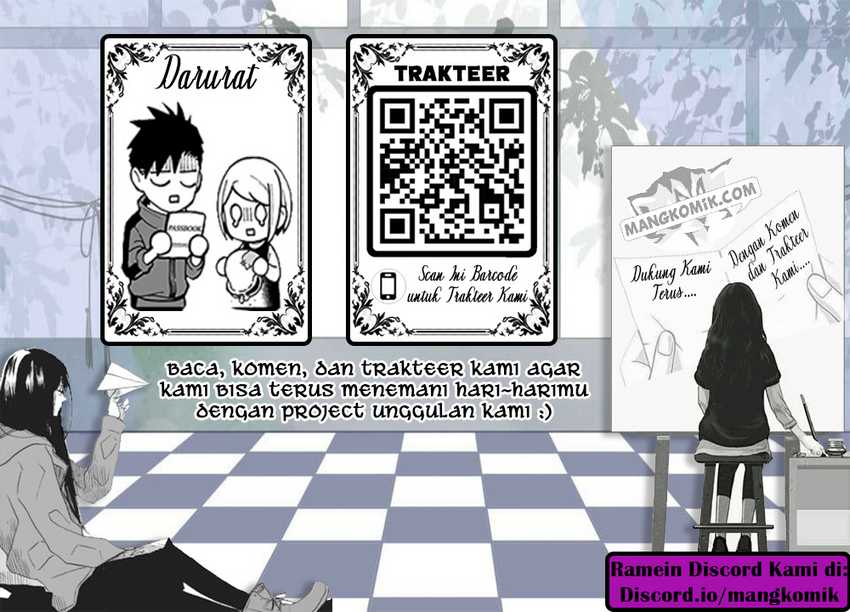 Darurat
PASSBOOK
TRAKTEER
Scan Ini Barcode
untuk Trakteer Kami
MANGKOMIK.COM
Dukung Kami
Terus....
Dengan Komen
dan Trakteer
Kami....
Baca, komen, dan trakteer kami agar
kami bisa terus menemani hari-harimu
dengan project unggulan kami :)
Ramein Discord Kami di:
Discord.io/mangkomik